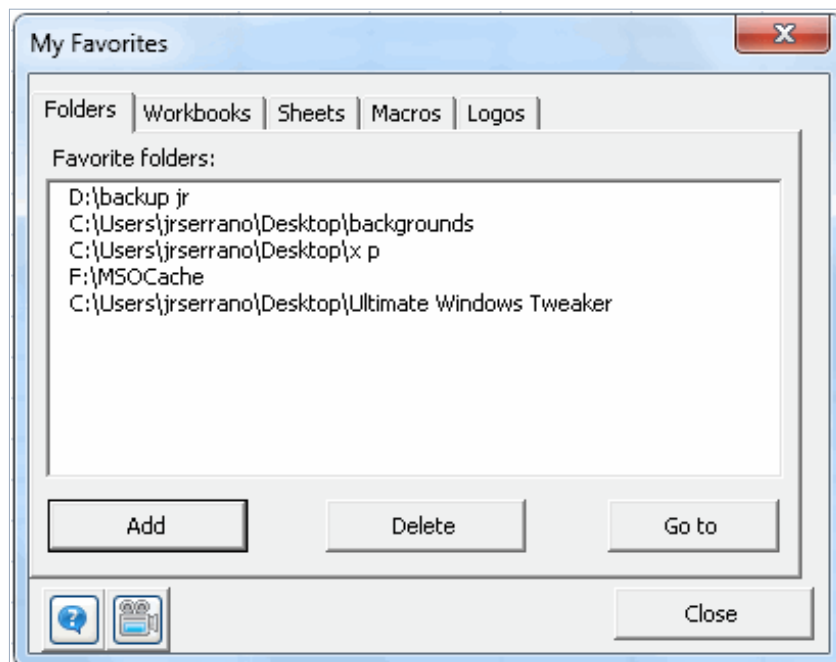 My Favorites
X
Folders Workbooks Sheets Macros Logos
Favorite folders:
D:\backup jr
C:\Users\jrserrano\Desktop\backgrounds
C:\Users\jrserrano\Desktop\x p
F:\MSOCache
C:\Users\jrserrano\Desktop\Ultimate Windows Tweaker
Add Delete Go to
? Close